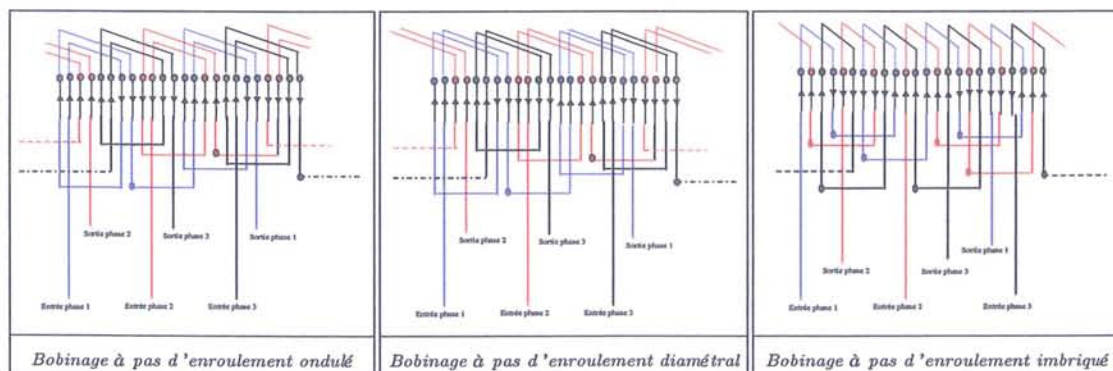 Sortie phase 2
Sortie phase 3
Sortie phase 1
Entrée phase 1
Entrée phase 2
Entrée phase 3
Bobinage à pas d'enroulement ondulé
Sortie phase 2
Sortie phase 3
Sortie phase 1
Entrée phase 1
Entrée phase 2
Entrée phase 3
Bobinage à pas d'enroulement diamétral
Sortie phase 1
Sortie phase 2
Sortie phase 3
Entrée phase 1
Entrée phase 2
Entrée phase 3
Bobinage à pas d'enroulement imbriqué